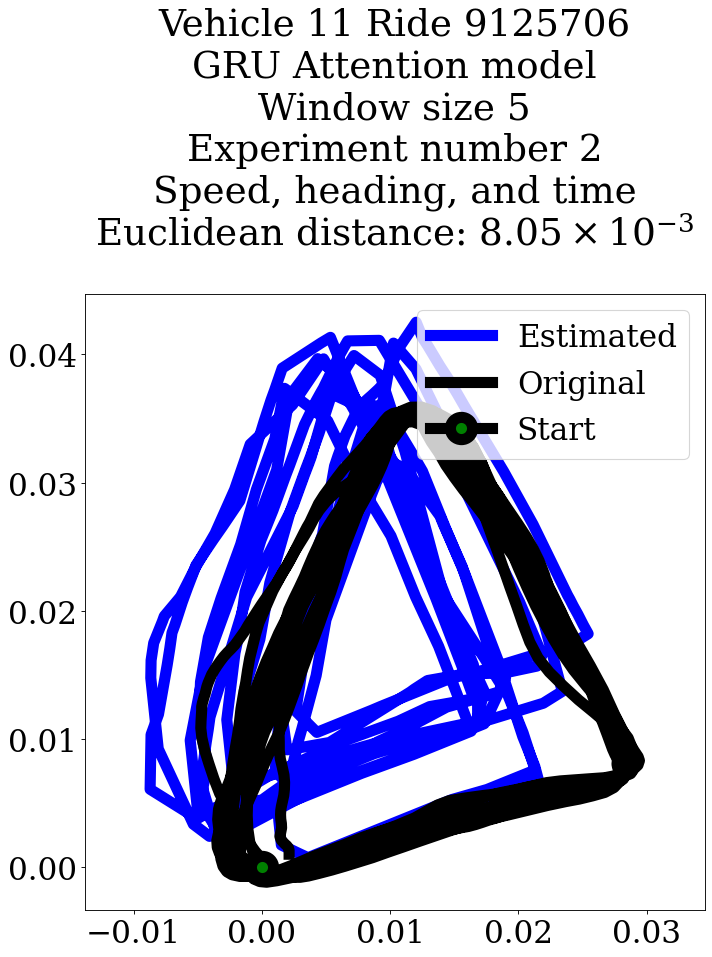 Vehicle 11 Ride 9125706
GRU Attention model
Window size 5
Experiment number 2
Speed, heading, and time
Euclidean distance: 8.05 × 10⁻³
Estimated
Original
Start
0.04
0.03
0.02
0.01
0.00
−0.01 0.00 0.01 0.02 0.03